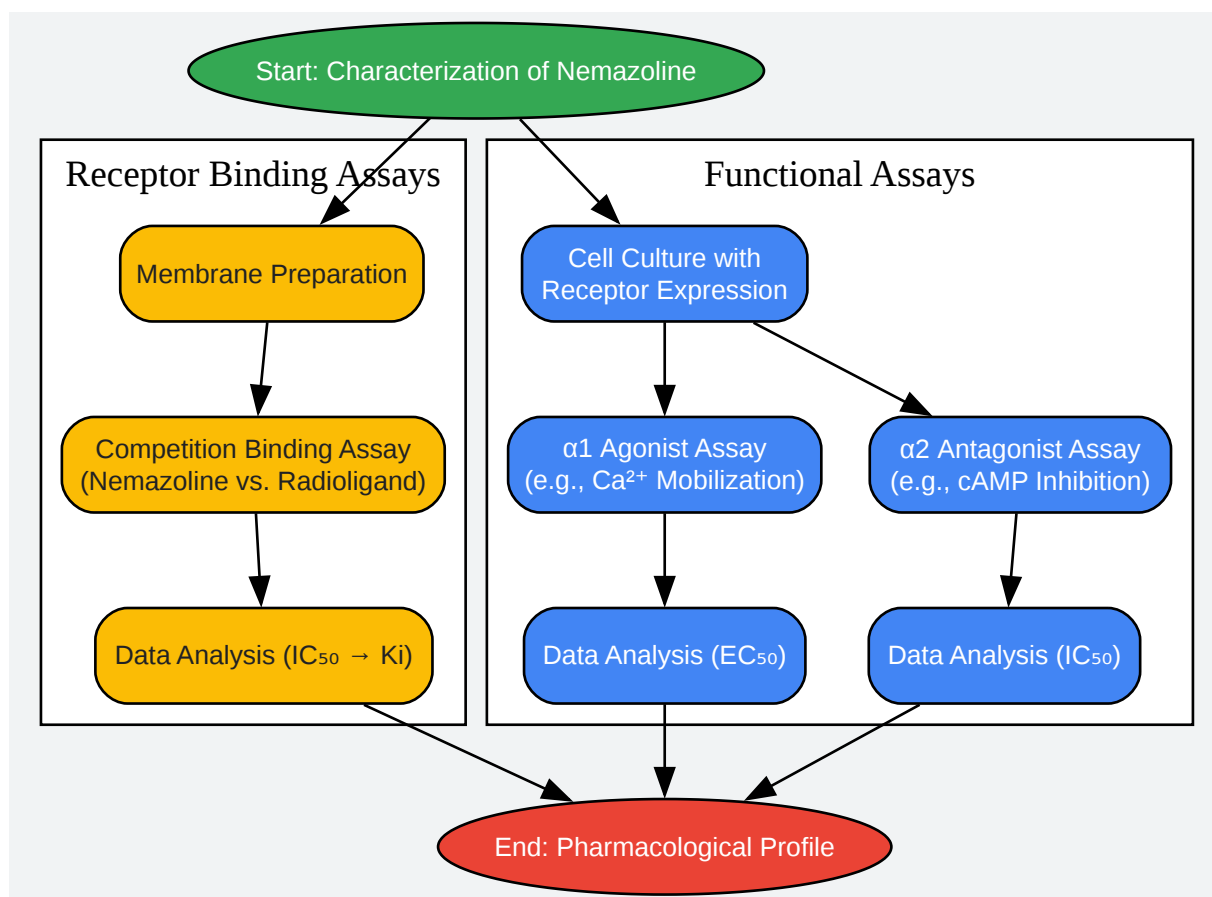 Start: Characterization of Nemazoline
Receptor Binding Assays
Membrane Preparation
Competition Binding Assay
(Nemazoline vs. Radioligand)
Data Analysis (IC₅₀ → Ki)
Functional Assays
Cell Culture with
Receptor Expression
α1 Agonist Assay
(e.g., Ca²⁺ Mobilization)
α2 Antagonist Assay
(e.g., cAMP Inhibition)
Data Analysis (EC₅₀)
Data Analysis (IC₅₀)
End: Pharmacological Profile